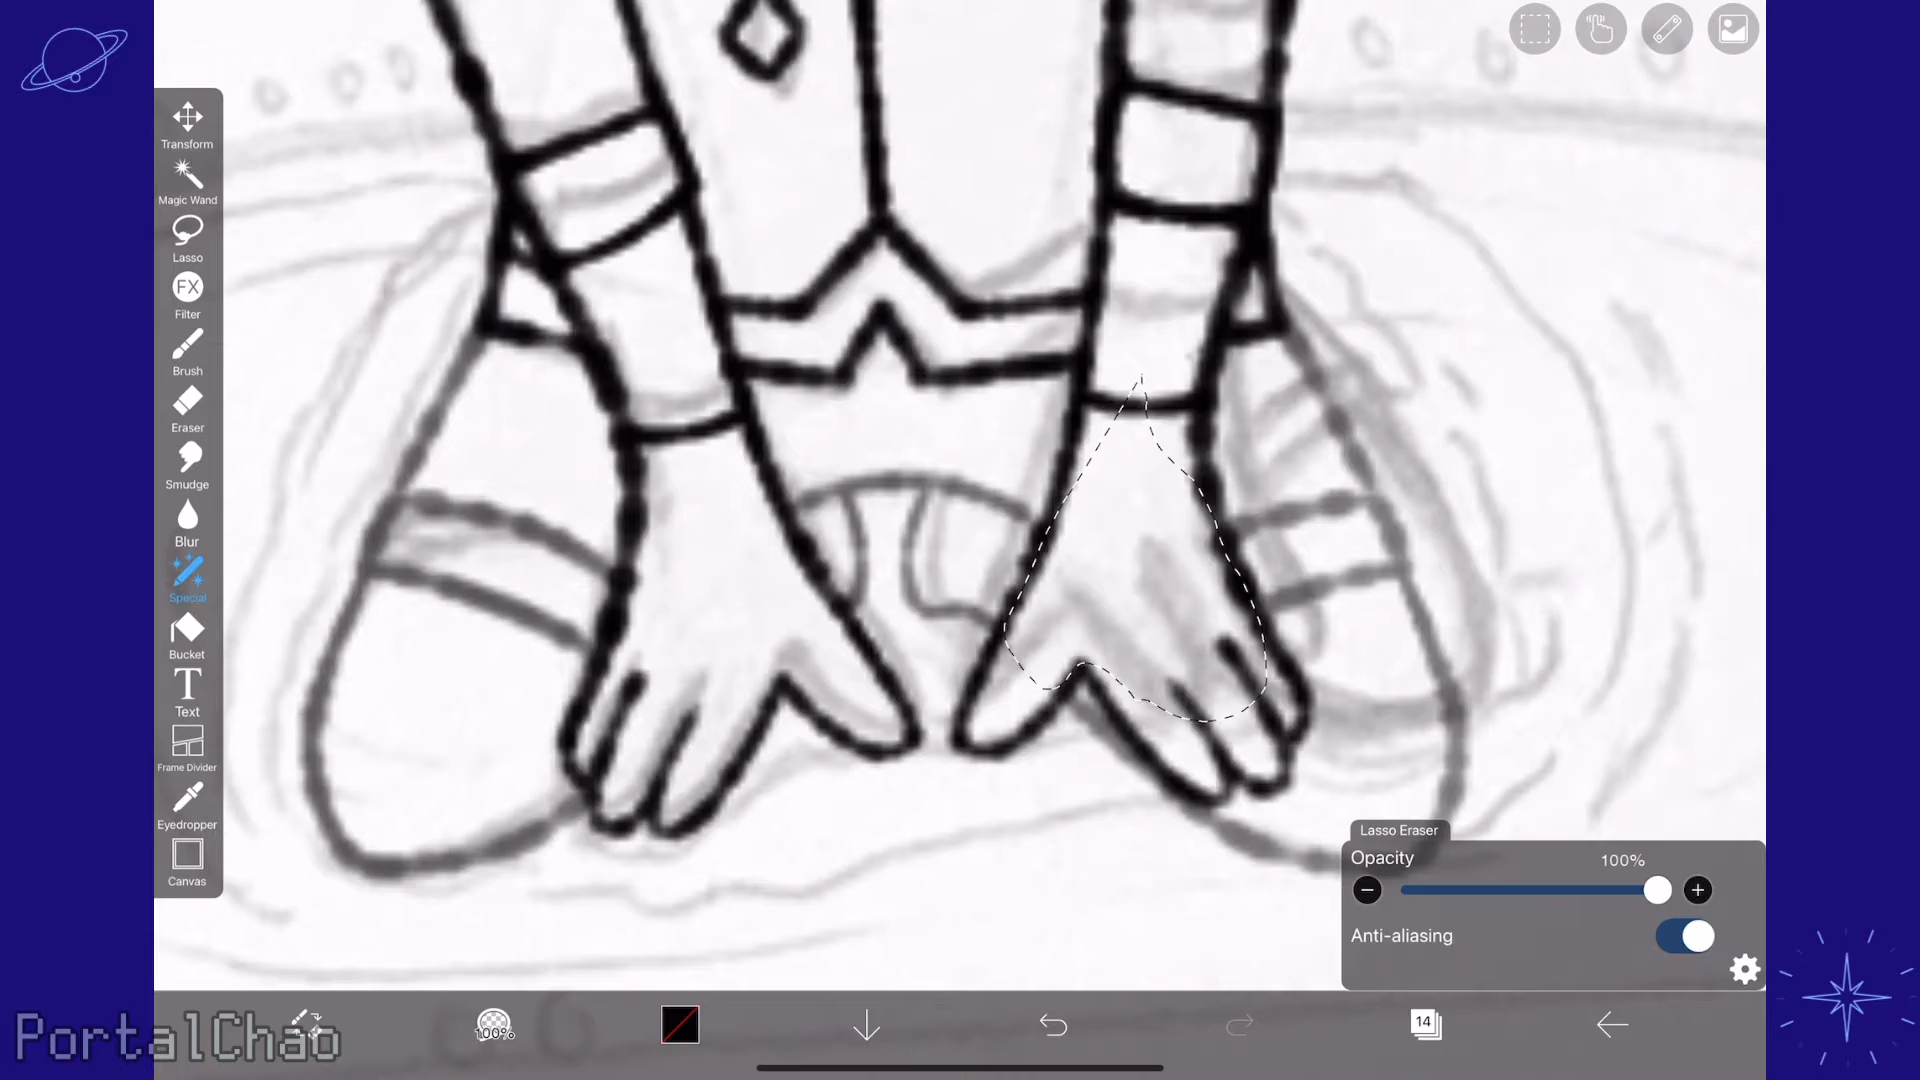 Transform
Magic Wand
Lasso
FX
Filter
Brush
Eraser
Smudge
Blur
Special
Bucket
T
Text
Frame Divider
Eyedropper
Canvas
Lasso Eraser
Opacity 100%
Anti-aliasing
100%
14
PortalChao